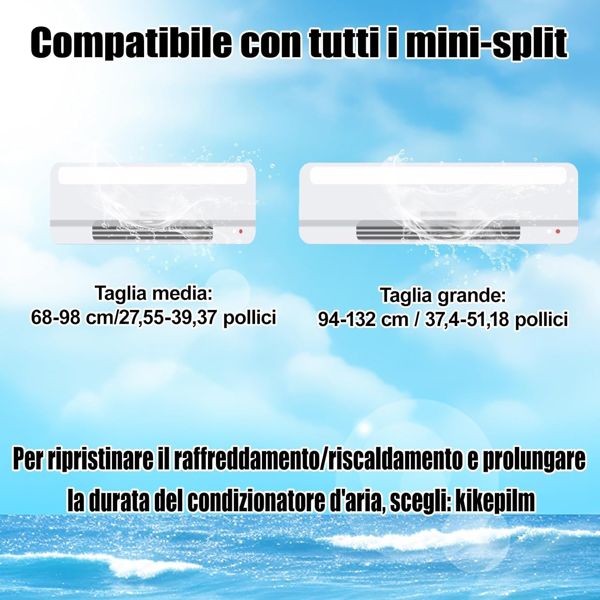 Compatibile con tutti i mini-split
Taglia media:
68-98 cm/27,55-39,37 pollici
Taglia grande:
94-132 cm / 37,4-51,18 pollici
Per ripristinare il raffreddamento/riscaldamento e prolungare
la durata del condizionatore d'aria, scegli: kikepilm